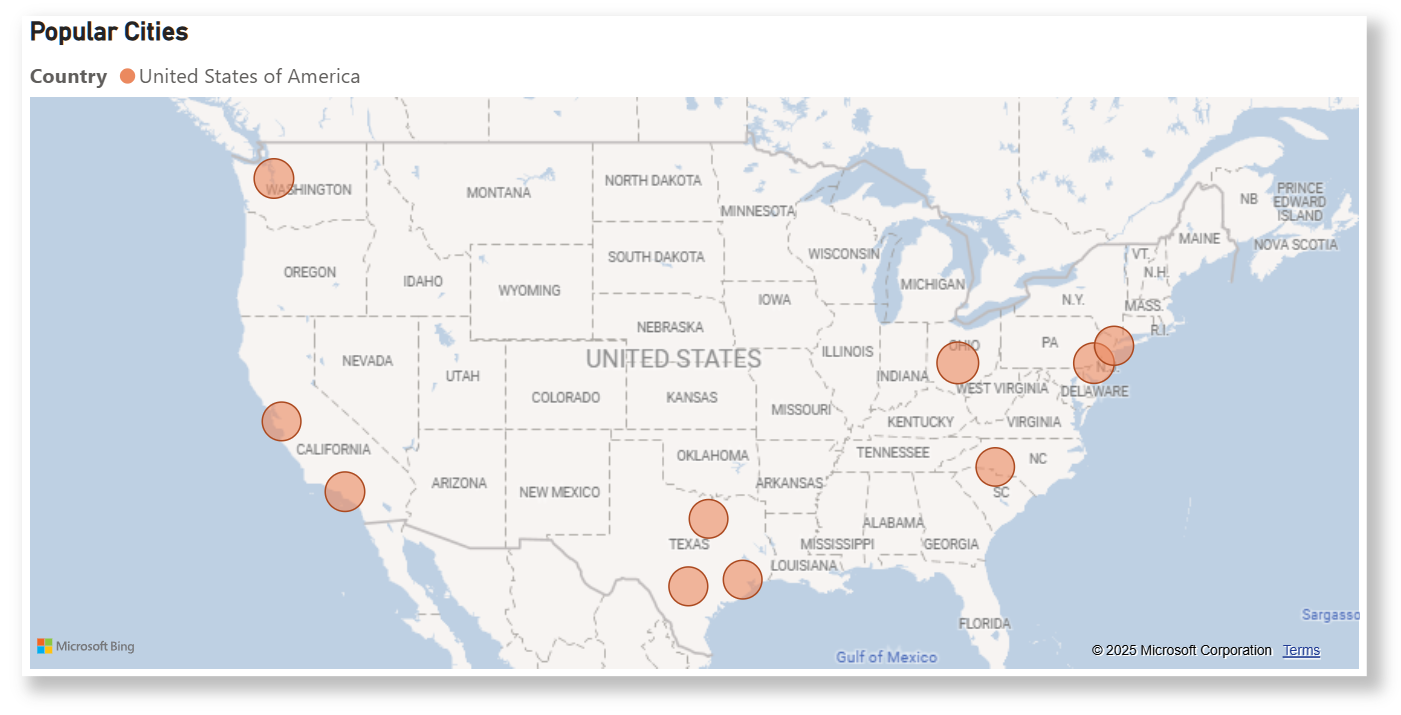 Popular Cities
Country United States of America
WASHINGTON
MONTANA
NORTH DAKOTA
MINNESOTA
NB
PRINCE
EDWARD
ISLAND
NOVA SCOTIA
MAINE
VT.
N.H.
OREGON
IDAHO
WYOMING
SOUTH DAKOTA
WISCONSIN
MICHIGAN
N.Y.
MASS.
R.I.
IOWA
NEBRASKA
NEVADA
UTAH
UNITED STATES
ILLINOIS
INDIANA
OHIO
PA
N.J.
COLORADO
KANSAS
MISSOURI
WEST VIRGINIA
DELAWARE
KENTUCKY
VIRGINIA
CALIFORNIA
ARIZONA
NEW MEXICO
OKLAHOMA
ARKANSAS
TENNESSEE
NC
SC
TEXAS
ALABAMA
MISSISSIPPI
GEORGIA
LOUISIANA
FLORIDA
Sargasso
Gulf of Mexico
Microsoft Bing
© 2025 Microsoft Corporation Terms